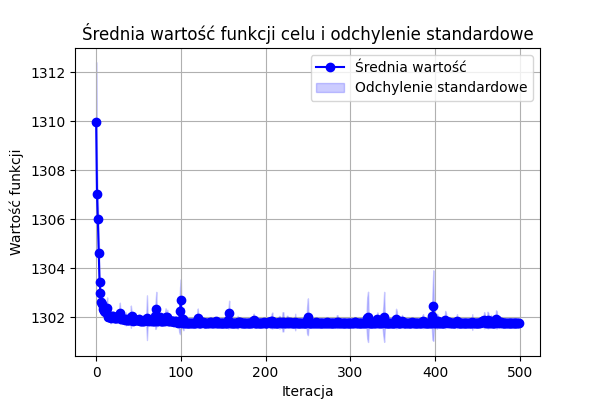 Średnia wartość funkcji celu i odchylenie standardowe
Średnia wartość
Odchylenie standardowe
Wartość funkcji
1312
1310
1308
1306
1304
1302
0 100 200 300 400 500
Iteracja